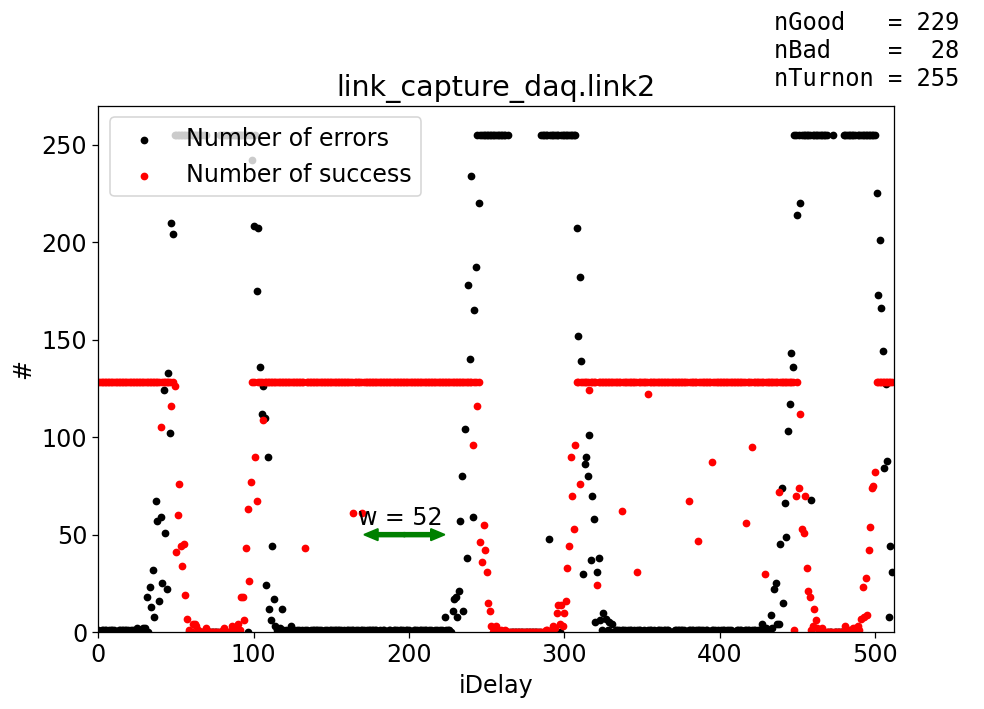 nGood   = 229
nBad    =  28
nTurnon = 255
link_capture_daq.link2
Number of errors
Number of success
250
200
150
100
50
0
#
w = 52
0 100 200 300 400 500
iDelay